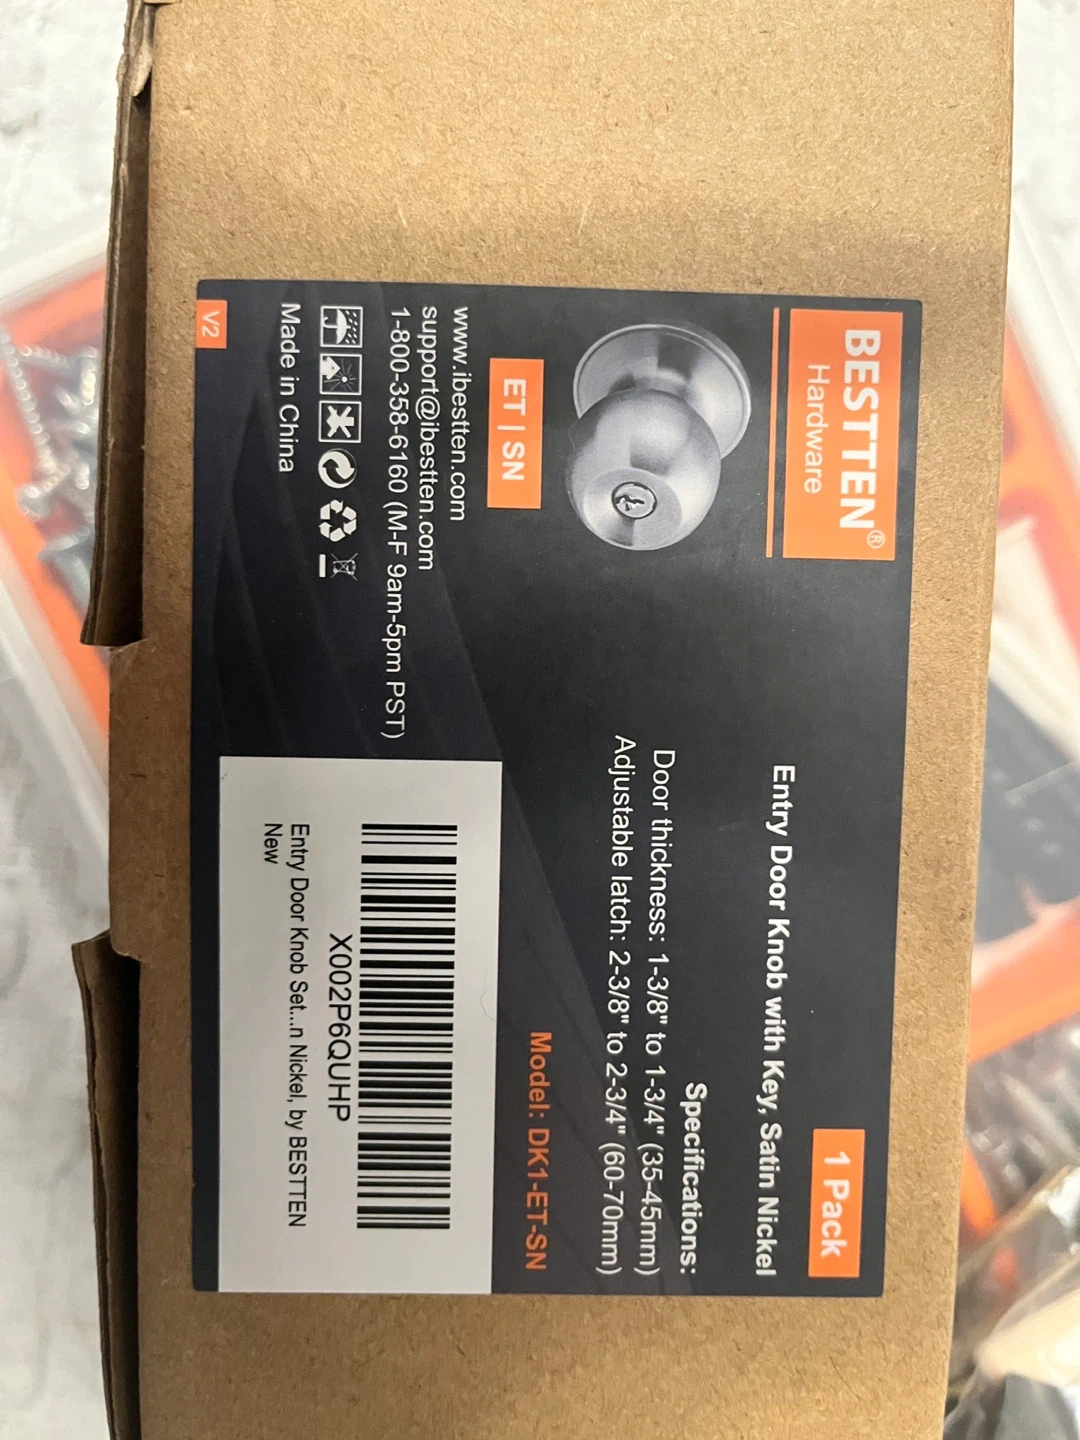 BESTTEN®
Hardware
1 Pack
Entry Door Knob with Key, Satin Nickel
Specifications:
Door thickness: 1-3/8" to 1-3/4" (35-45mm)
Adjustable latch: 2-3/8" to 2-3/4" (60-70mm)
ET | SN
Model: DK1-ET-SN
www.ibestten.com
support@ibestten.com
1-800-358-6160 (M-F 9am-5pm PST)
Made in China
V2
X002P6QUHP
Entry Door Knob Set...n Nickel, by BESTTEN
New